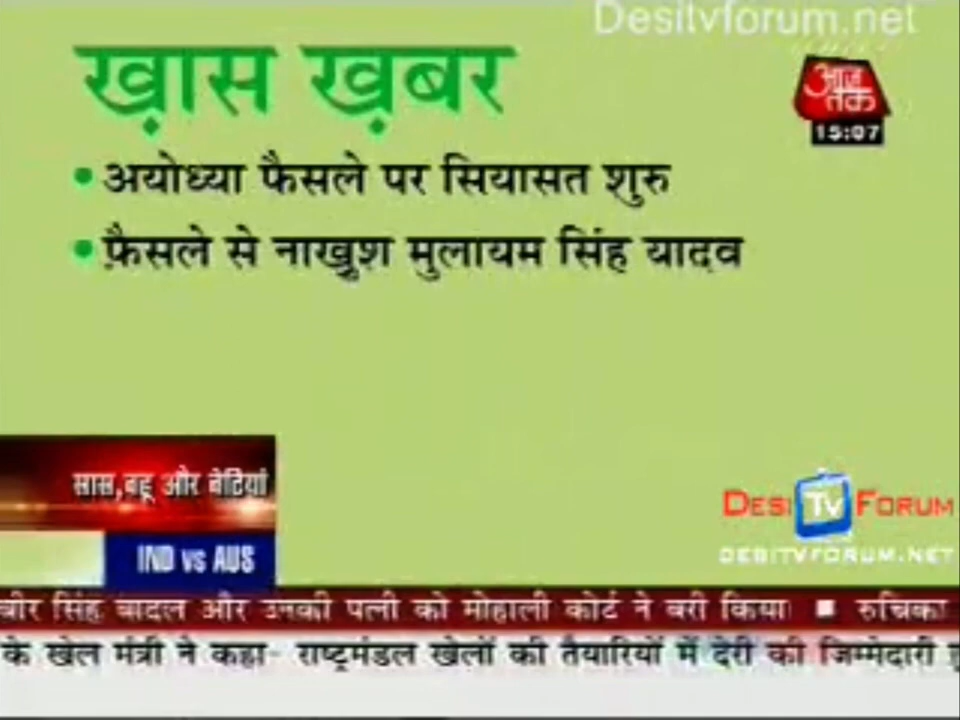 Desitvforum.net
ख़ास ख़बर
आज तक
15:07
• अयोध्या फैसले पर सियासत शुरु
• फ़ैसले से नाख़ुश मुलायम सिंह यादव
सास,बहू और बेटियां
DESI TV FORUM
DESITVFORUM.NET
IND vs AUS
बीर सिंह बादल और उनकी पत्नी को मोहाली कोर्ट ने बरी किया ■ रुचिका
के खेल मंत्री ने कहा- राष्ट्रमंडल खेलों की तैयारियों में देरी की जिम्मेदारी